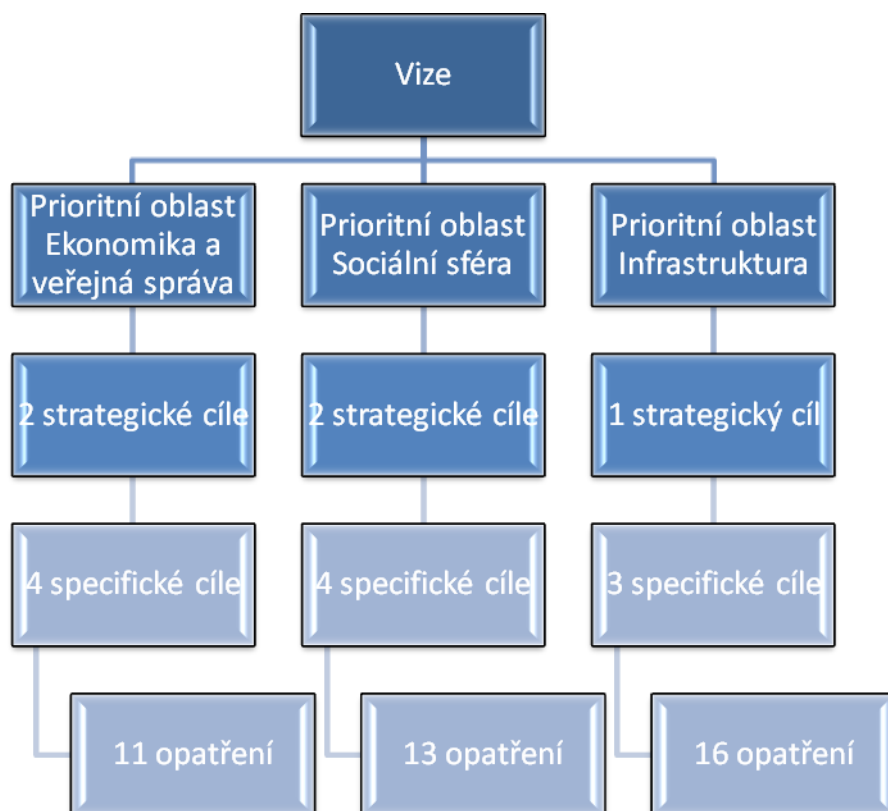 Vize
Prioritní oblast
Ekonomika a
veřejná správa
Prioritní oblast
Sociální sféra
Prioritní oblast
Infrastruktura
2 strategické cíle
2 strategické cíle
1 strategický cíl
4 specifické cíle
4 specifické cíle
3 specifické cíle
11 opatření
13 opatření
16 opatření